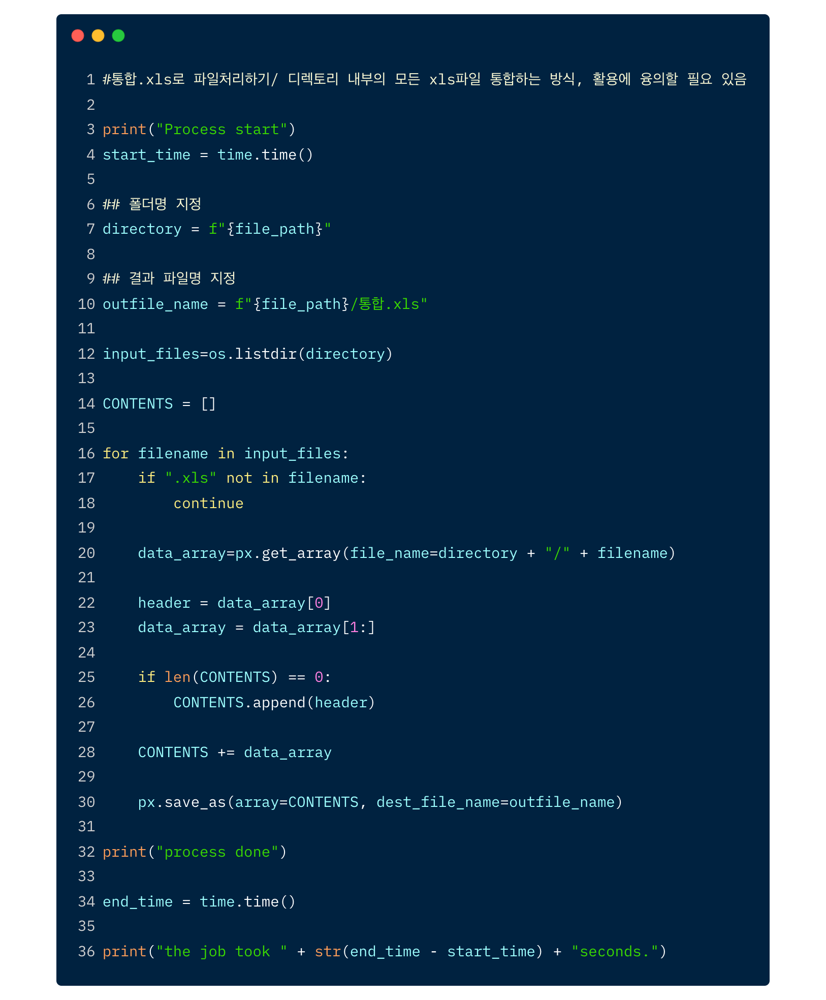 1 #통합.xls로 파일처리하기/ 디렉토리 내부의 모든 xls파일 통합하는 방식, 활용에 융의할 필요 있음
2
3 print("Process start")
4 start_time = time.time()
5
6 ## 폴더명 지정
7 directory = f"{file_path}"
8
9 ## 결과 파일명 지정
10 outfile_name = f"{file_path}/통합.xls"
11
12 input_files=os.listdir(directory)
13
14 CONTENTS = []
15
16 for filename in input_files:
17     if ".xls" not in filename:
18         continue
19
20     data_array=px.get_array(file_name=directory + "/" + filename)
21
22     header = data_array[0]
23     data_array = data_array[1:]
24
25     if len(CONTENTS) == 0:
26         CONTENTS.append(header)
27
28     CONTENTS += data_array
29
30     px.save_as(array=CONTENTS, dest_file_name=outfile_name)
31
32 print("process done")
33
34 end_time = time.time()
35
36 print("the job took " + str(end_time - start_time) + "seconds.")